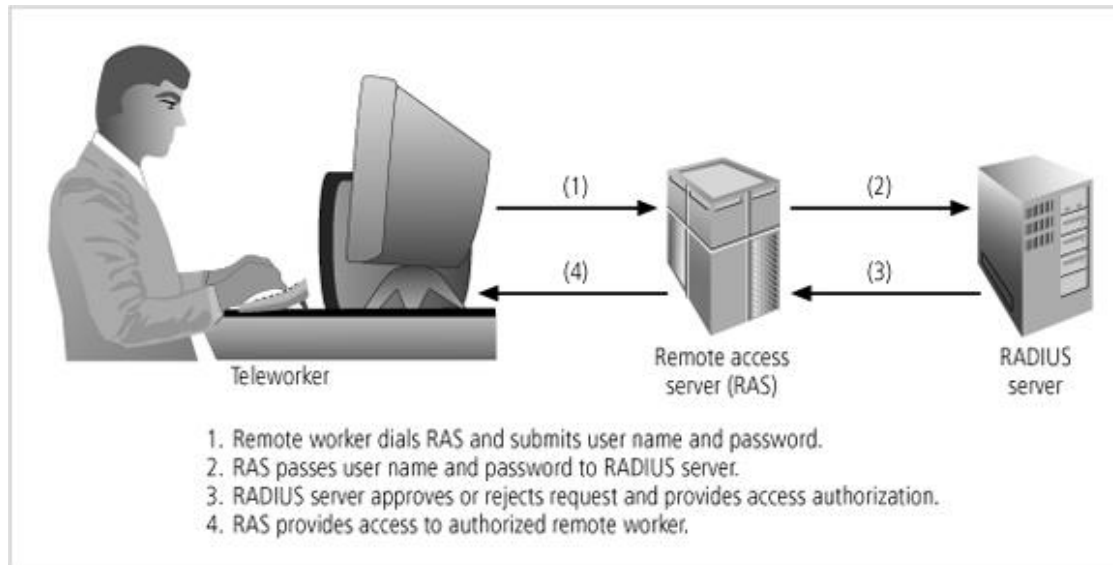 (1)
(2)
(4)
(3)
Teleworker
Remote access
server (RAS)
RADIUS
server
1. Remote worker dials RAS and submits user name and password.
2. RAS passes user name and password to RADIUS server.
3. RADIUS server approves or rejects request and provides access authorization.
4. RAS provides access to authorized remote worker.